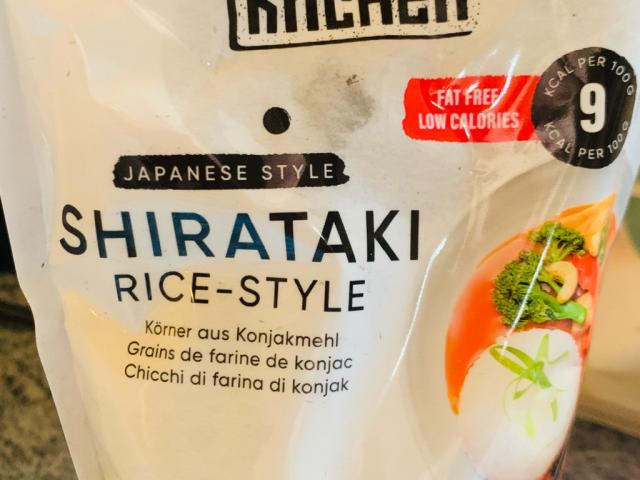 KITCHEN
FAT FREE
LOW CALORIES
KCAL PER 100 G
9
KCAL PER 100 G
JAPANESE STYLE
SHIRATAKI
RICE-STYLE
Körner aus Konjakmehl
Grains de farine de konjac
Chicchi di farina di konjak